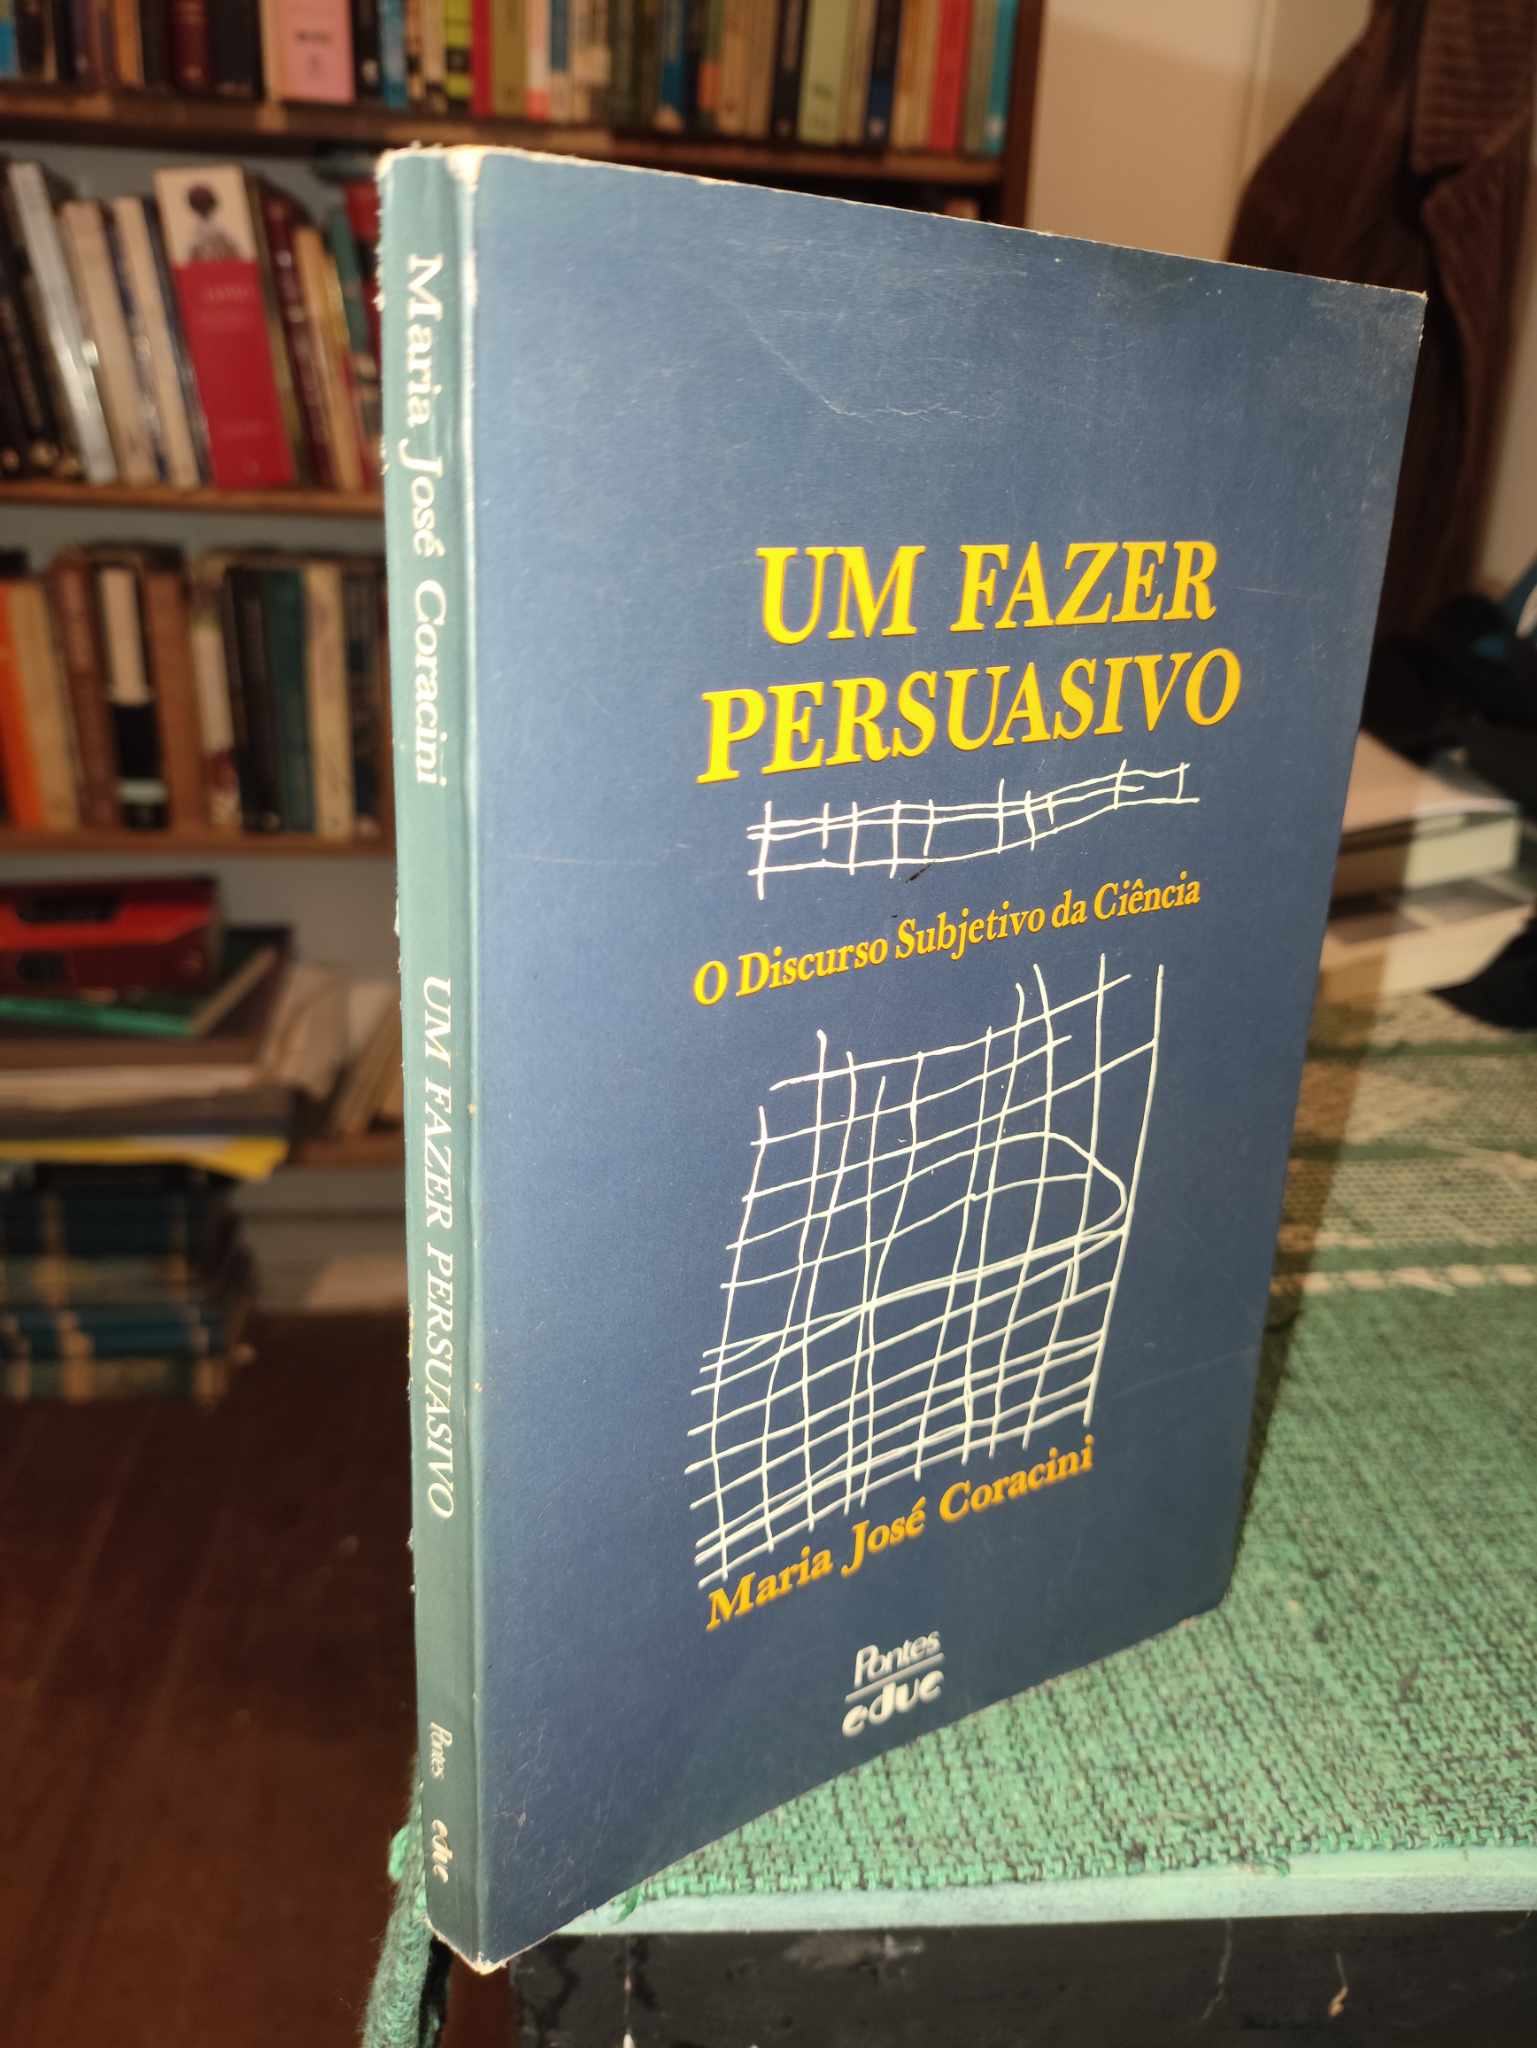 UM FAZER
PERSUASIVO
O Discurso Subjetivo da Ciência
Maria José Coracini
Pontes
educ
Maria José Coracini UM FAZER PERSUASIVO Pontes educ